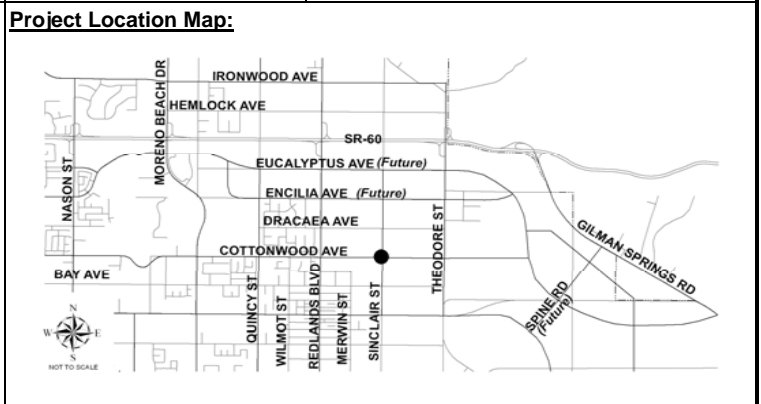 Project Location Map:
MORENO BEACH DR
IRONWOOD AVE
HEMLOCK AVE
SR-60
EUCALYPTUS AVE (Future)
NASON ST
ENCILIA AVE (Future)
DRACAEA AVE
THEODORE ST
GILMAN SPRINGS RD
COTTONWOOD AVE
BAY AVE
QUINCY ST
WILMOT ST
REDLANDS BLVD
MERWIN ST
SINCLAIR ST
SPINE RD
(Future)
N
W E
S
NOT TO SCALE